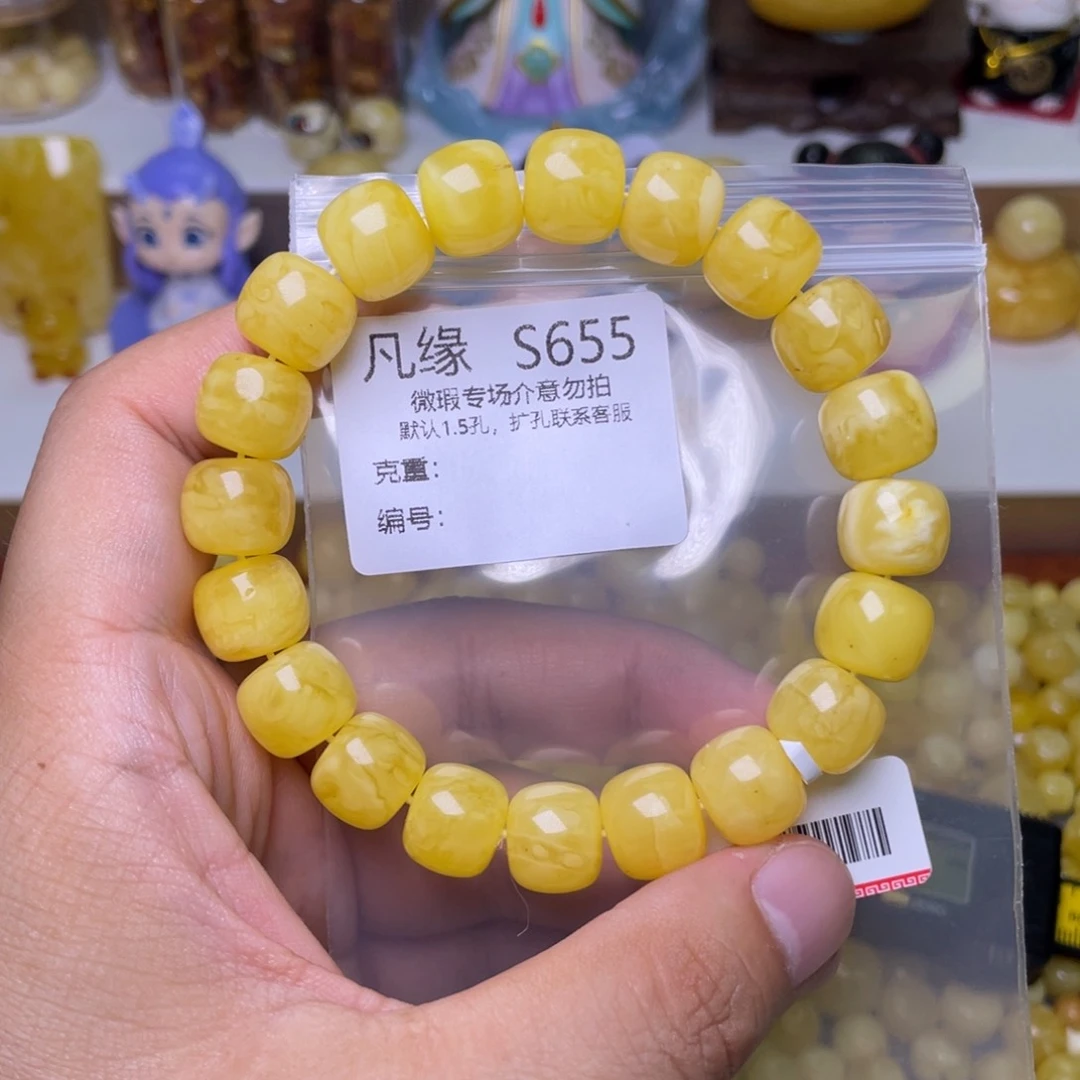 凡缘 S655
微瑕专场介意勿拍
默认1.5孔，扩孔联系客服
克重：
编号：